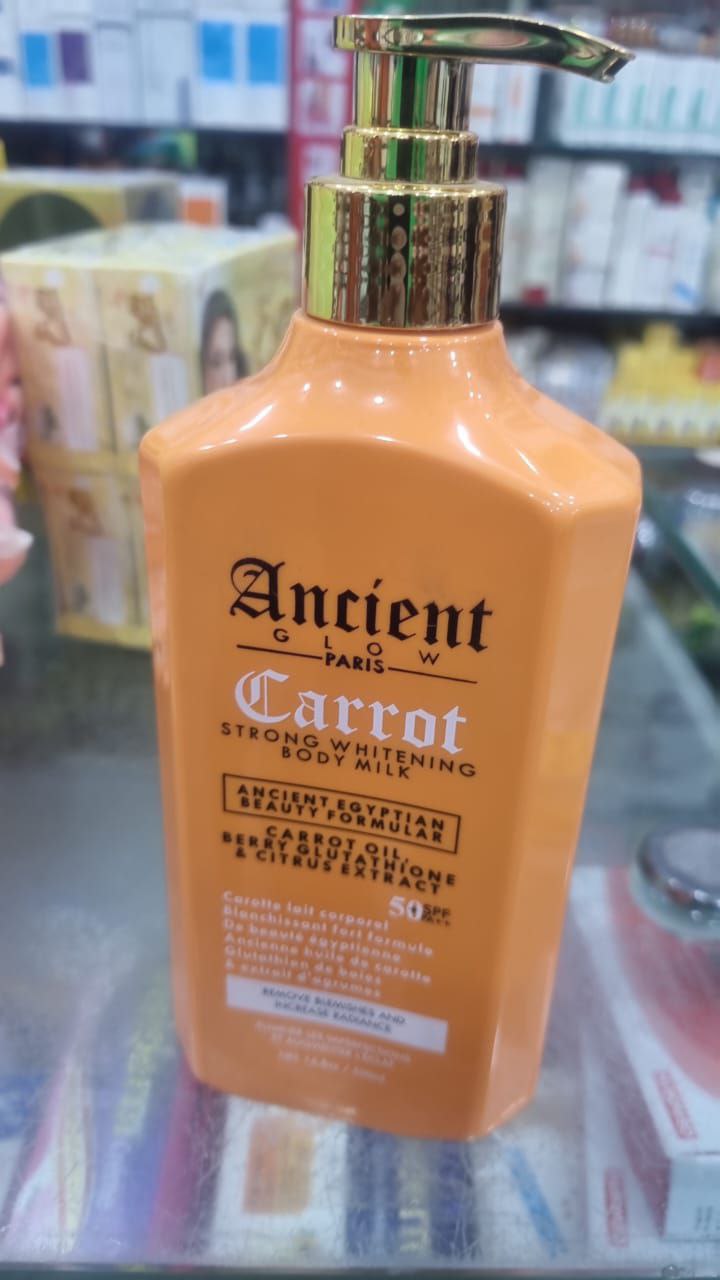 Ancient
GLOW
PARIS
Carrot
STRONG WHITENING
BODY MILK
ANCIENT EGYPTIAN
BEAUTY FORMULAR
CARROT OIL,
BERRY GLUTATHIONE
& CITRUS EXTRACT
50+ SPF
PA++
Carotte lait corporel
Blanchissant fort formule
De beauté égyptienne
Ancienne huile de carotte
Glutathion de baies
& extrait d'agrumes
REMOVE BLEMISHES AND
INCREASE RADIANCE